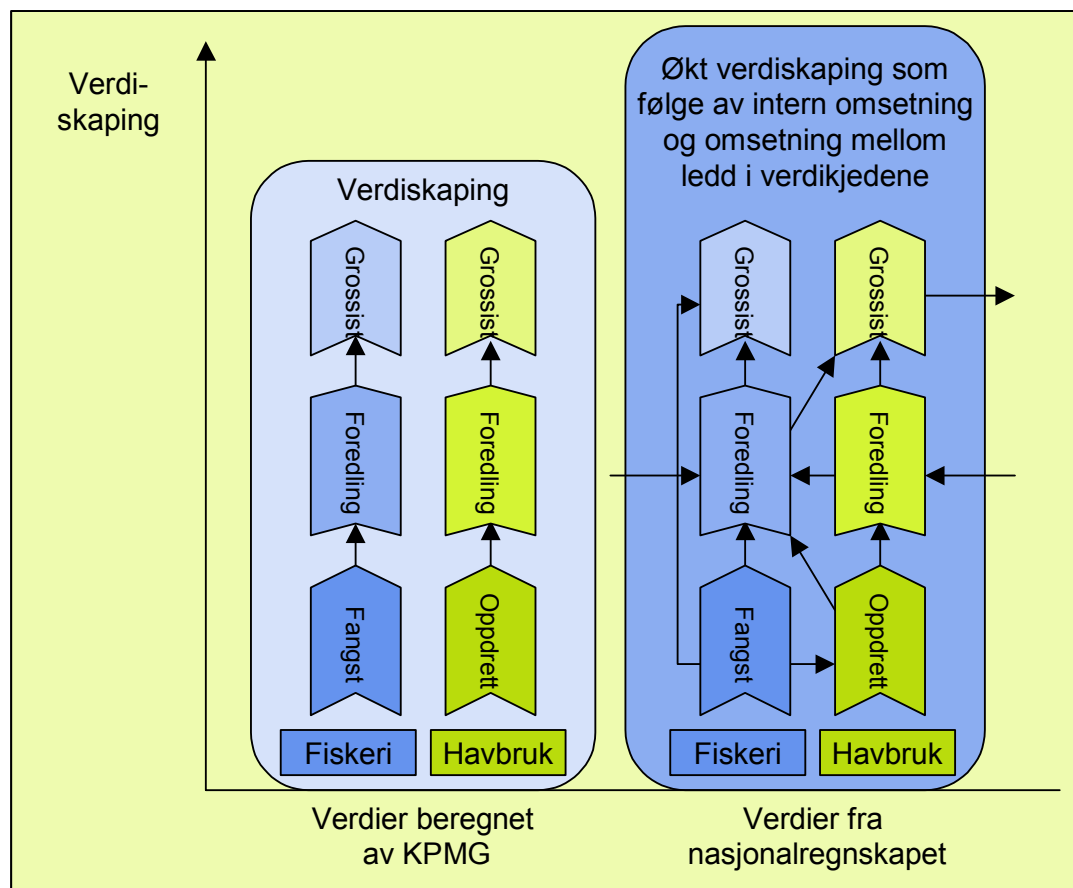 Verdi-
skaping
Verdiskaping
Grossist
Grossist
Foredling
Foredling
Fangst
Oppdrett
Fiskeri
Havbruk
Verdier beregnet
av KPMG
Økt verdiskaping som
følge av intern omsetning
og omsetning mellom
ledd i verdikjedene
Grossist
Grossist
Foredling
Foredling
Fangst
Oppdrett
Fiskeri
Havbruk
Verdier fra
nasjonalregnskapet